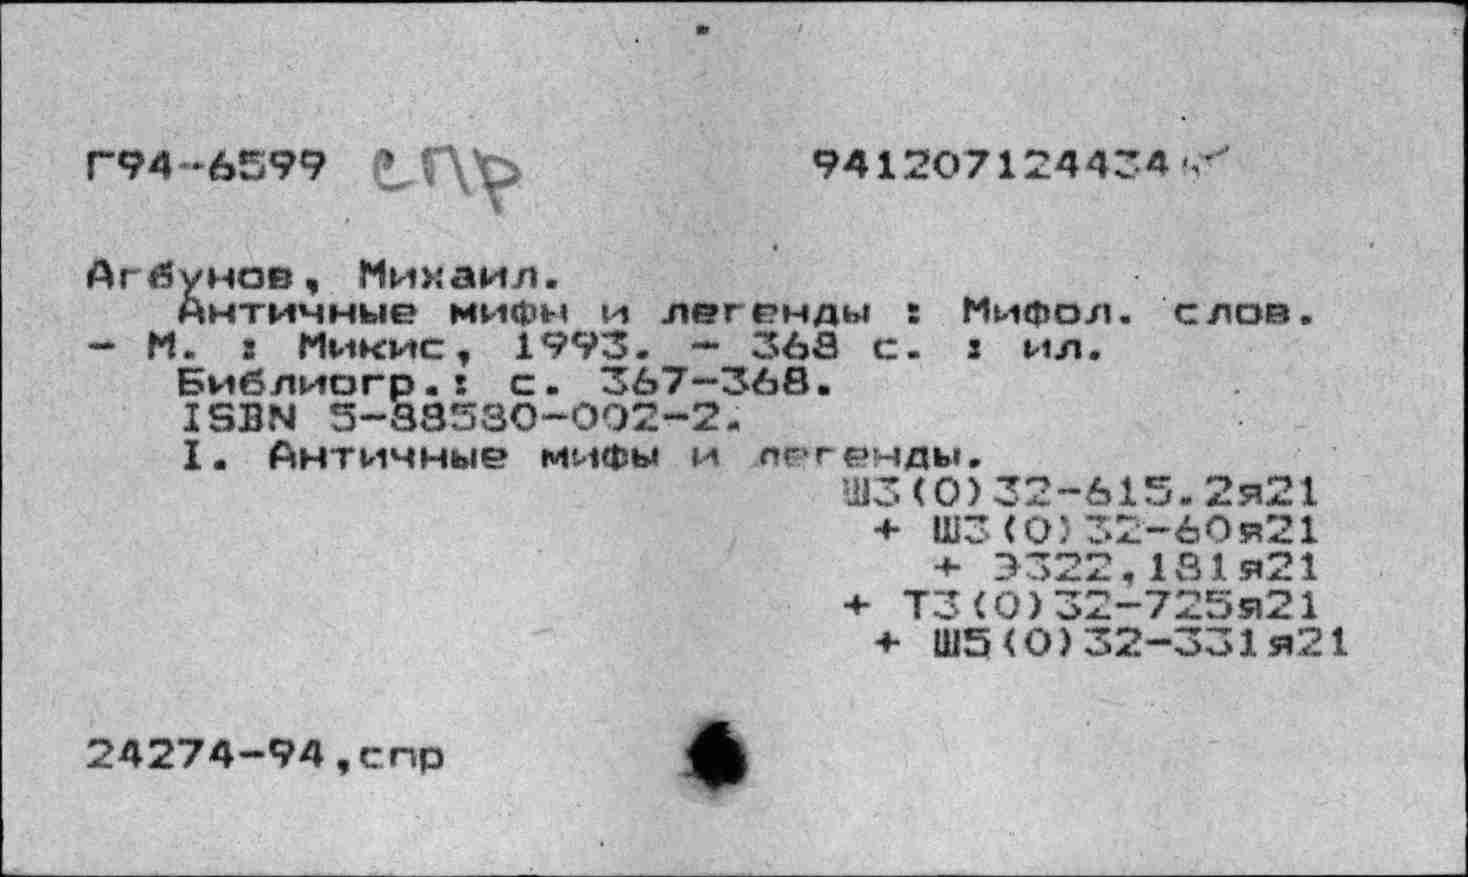 Г94-6599 спр 941207124434
Агбунов, Михаил.
Античные мифы и легенды : Мифол. слов.
- М. : Микис, 1993. - 368 с. : ил.
Библиогр.: с. 367-368.
ISBN 5-88580-002-2.
I. Античные мифы и легенды.
Ш3(0)32-615.2я21
+ Ш3(0)32-60я21
+ Э322,181я21
+ Т3(0)32-725я21
+ Ш5(0)32-331я21
24274-94,спр